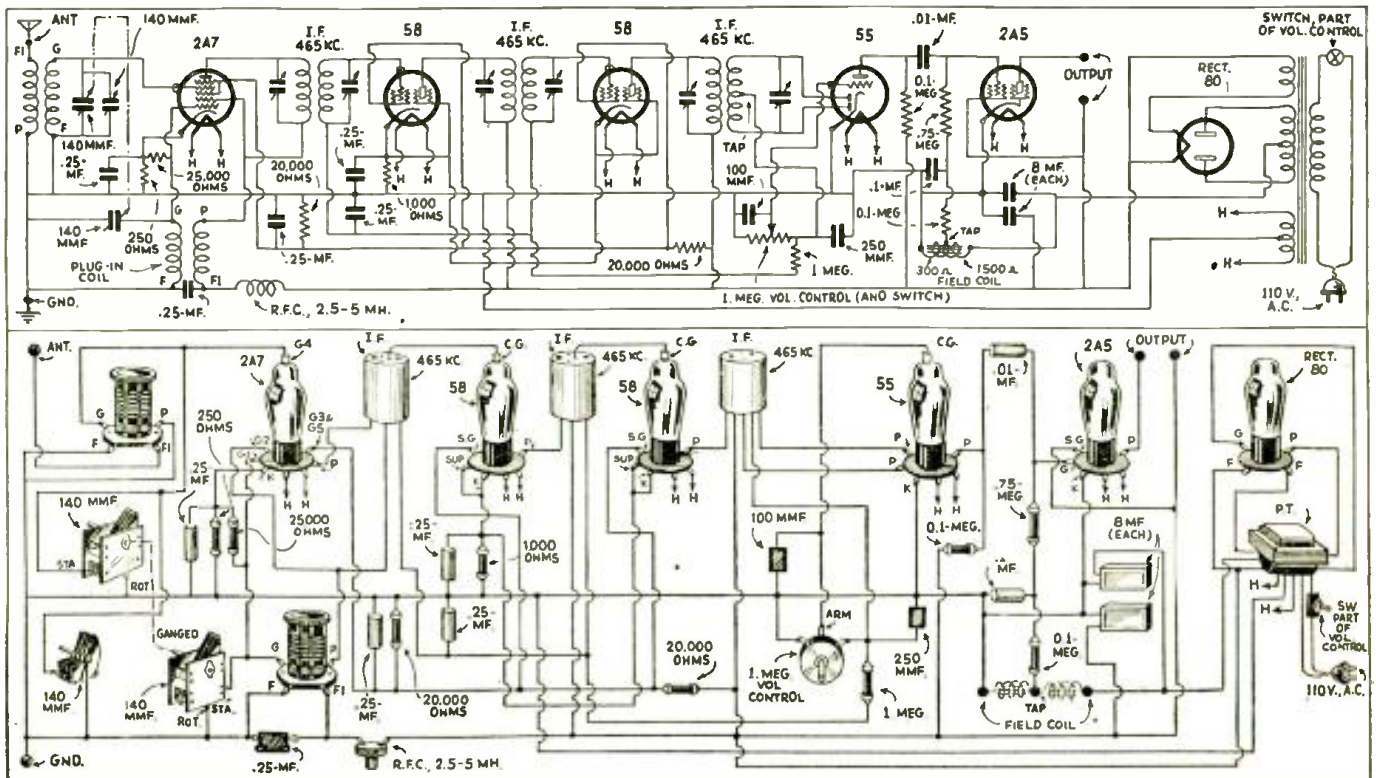 ANT
140 MMF.
2A7
I.F.
465 KC.
58
I.F.
465 KC.
58
I.F.
465 KC.
55
.01-MF.
2A5
SWITCH, PART
OF VOL. CONTROL
F1
G
P
F
140 MMF.
.25-
MF.
25,000
OHMS
H
H
20,000
OHMS
.25-
MF.
H
H
1,000
OHMS
H
H
TAP
100
MMF.
H
H
0.1-
MEG.
.75-
MEG
H
H
OUTPUT
RECT.
80
8 MF.
(EACH)
140
MMF
250
OHMS
G
P
PLUG-IN
COIL
F
F1
.25-MF.
.25-
MF.
20,000 OHMS
1 MEG.
250
MMF.
.1-MF.
0.1-MEG
TAP
300Ω
1500Ω
FIELD COIL
H
H
110 V.,
A.C.
GND.
.25-MF.
R.F.C., 2.5-5 MH.
1. MEG. VOL. CONTROL (AND SWITCH)
ANT.
G4
2A7
I.F.
465 KC.
C.G.
58
I.F.
465 KC.
C.G
58
I.F.
465 KC.
C.G.
55
.01-
MF.
2A5
OUTPUT
RECT.
80
G
P
F
F1
250
OHMS
.25
MF
G2
G3&
G5
K
P
H
H
25000
OHMS
S.G
P.
SUP
K
H
H
S.G
P
SUP
K
H
H
P
P
P
K
H
H
.75-
MEG
0.1-MEG.
S.G
P
G
K
H
H
8 MF
(EACH)
G
P
F
F
P.T.
140
MMF
STA
ROT
.25-
MF.
1,000
OHMS
100 MMF
MF
H
H
SW
PART
OF
VOL.
CONTROL
GANGED
G
P
F
F1
.25-
MF.
ARM
1. MEG
VOL
CONTROL
250
MMF.
0.1-
MEG
140
MMF.
140
MMF.
ROT.
STA.
.25-
MF
20,000
OHMS
20,000
OHMS
1 MEG
TAP
FIELD COIL
110V., A.C.
GND.
.25-MF.
R.F.C., 2.5-5 MH.